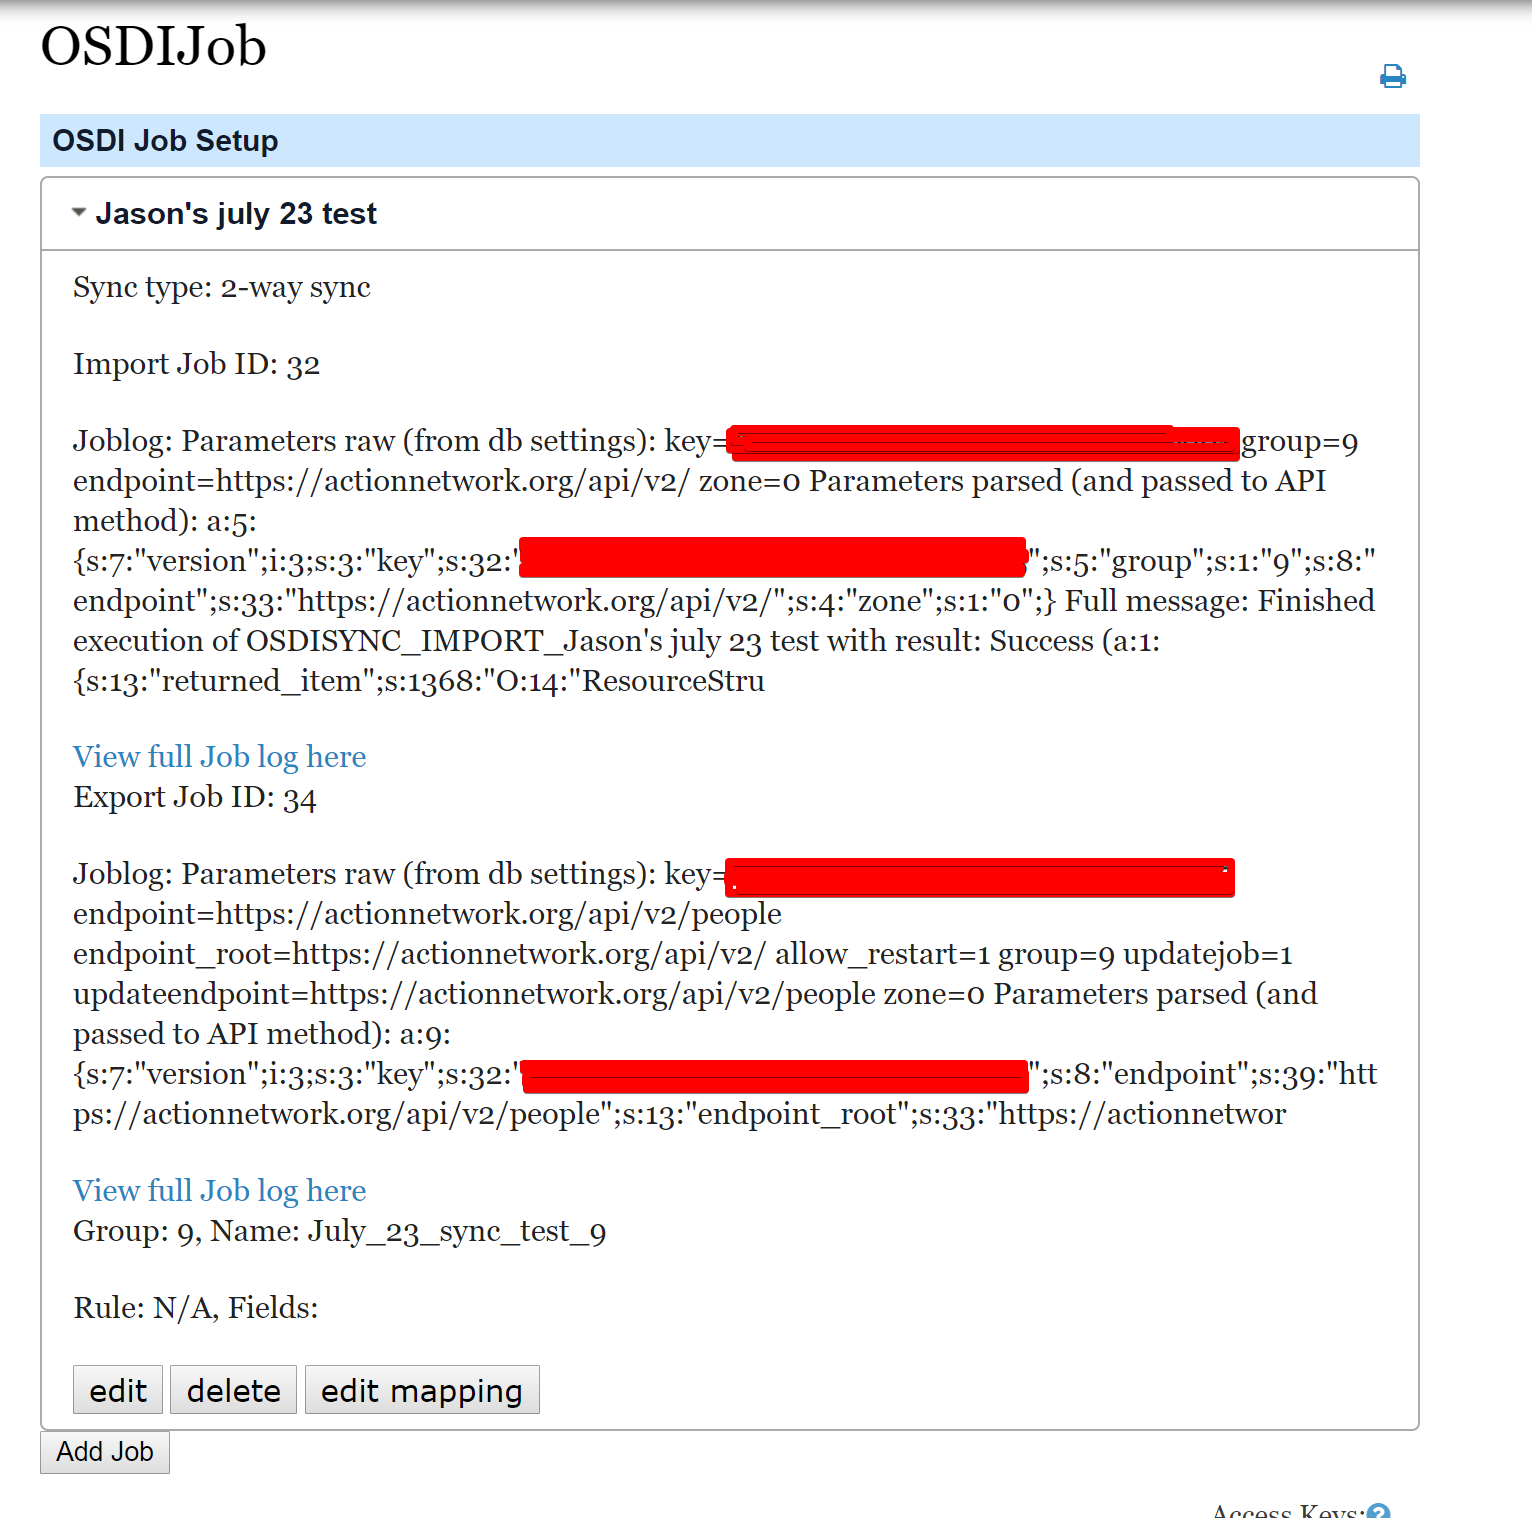 OSDIJob
OSDI Job Setup
Jason's july 23 test
Sync type: 2-way sync
Import Job ID: 32
Joblog: Parameters raw (from db settings): key= group=9
endpoint=https://actionnetwork.org/api/v2/ zone=0 Parameters parsed (and passed to API
method): a:5:
{s:7:"version";i:3;s:3:"key";s:32:" ";s:5:"group";s:1:"9";s:8:"
endpoint";s:33:"https://actionnetwork.org/api/v2/";s:4:"zone";s:1:"0";} Full message: Finished
execution of OSDISYNC_IMPORT_Jason's july 23 test with result: Success (a:1:
{s:13:"returned_item";s:1368:"O:14:"ResourceStru
View full Job log here
Export Job ID: 34
Joblog: Parameters raw (from db settings): key=
endpoint=https://actionnetwork.org/api/v2/people
endpoint_root=https://actionnetwork.org/api/v2/ allow_restart=1 group=9 updatejob=1
updateendpoint=https://actionnetwork.org/api/v2/people zone=0 Parameters parsed (and
passed to API method): a:9:
{s:7:"version";i:3;s:3:"key";s:32:" ";s:8:"endpoint";s:39:"htt
ps://actionnetwork.org/api/v2/people";s:13:"endpoint_root";s:33:"https://actionnetwor
View full Job log here
Group: 9, Name: July_23_sync_test_9
Rule: N/A, Fields:
edit delete edit mapping
Add Job
Access Keys:?